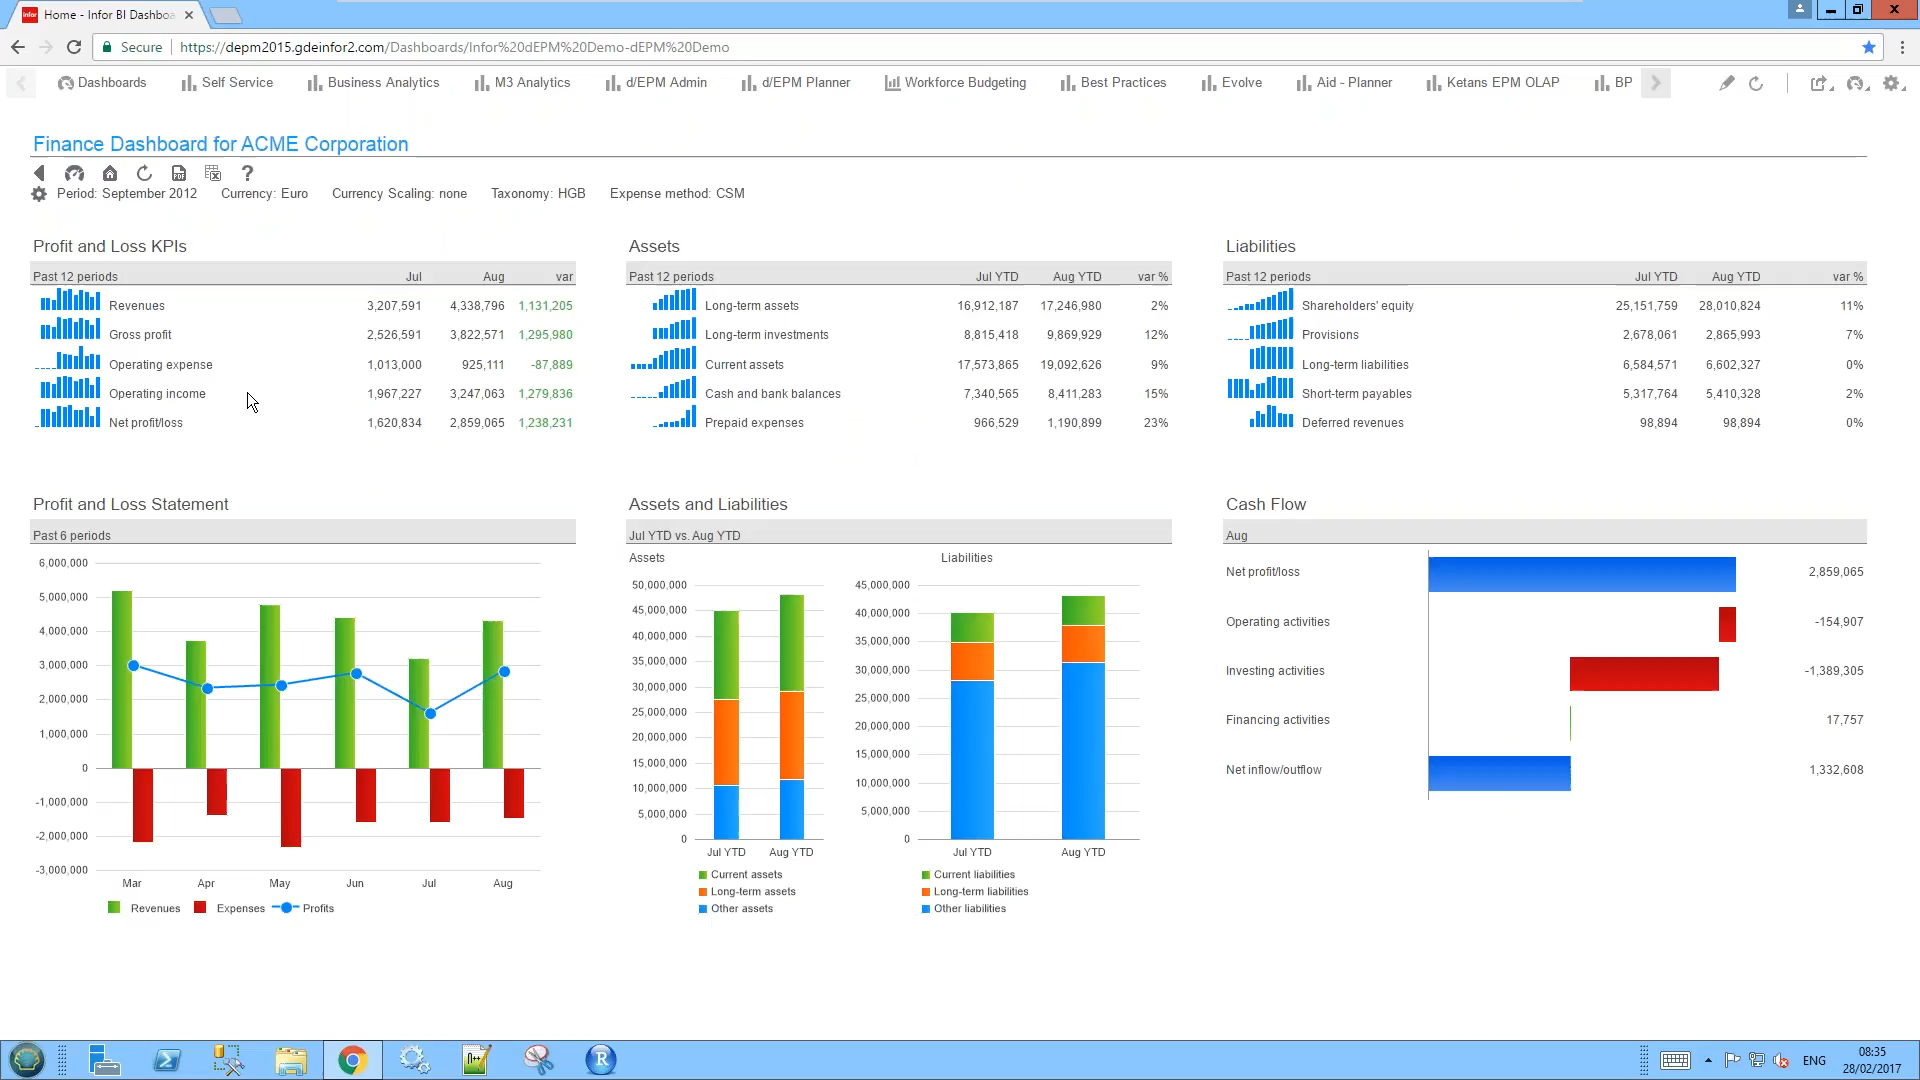 infor Home - Infor BI Dashboa
Secure https://depm2015.gdeinfor2.com/Dashboards/Infor%20dEPM%20Demo-dEPM%20Demo
Dashboards Self Service Business Analytics M3 Analytics d/EPM Admin d/EPM Planner Workforce Budgeting Best Practices Evolve Aid - Planner Ketans EPM OLAP BP
Finance Dashboard for ACME Corporation
PDF ?
Period: September 2012 Currency: Euro Currency Scaling: none Taxonomy: HGB Expense method: CSM
Profit and Loss KPIs
Past 12 periods Jul Aug var
Revenues 3,207,591 4,338,796 1,131,205
Gross profit 2,526,591 3,822,571 1,295,980
Operating expense 1,013,000 925,111 -87,889
Operating income 1,967,227 3,247,063 1,279,836
Net profit/loss 1,620,834 2,859,065 1,238,231
Assets
Past 12 periods Jul YTD Aug YTD var %
Long-term assets 16,912,187 17,246,980 2%
Long-term investments 8,815,418 9,869,929 12%
Current assets 17,573,865 19,092,626 9%
Cash and bank balances 7,340,565 8,411,283 15%
Prepaid expenses 966,529 1,190,899 23%
Liabilities
Past 12 periods Jul YTD Aug YTD var %
Shareholders' equity 25,151,759 28,010,824 11%
Provisions 2,678,061 2,865,993 7%
Long-term liabilities 6,584,571 6,602,327 0%
Short-term payables 5,317,764 5,410,328 2%
Deferred revenues 98,894 98,894 0%
Profit and Loss Statement
Past 6 periods
6,000,000
5,000,000
4,000,000
3,000,000
2,000,000
1,000,000
0
-1,000,000
-2,000,000
-3,000,000
Mar Apr May Jun Jul Aug
Revenues Expenses Profits
Assets and Liabilities
Jul YTD vs. Aug YTD
Assets
50,000,000
45,000,000
40,000,000
35,000,000
30,000,000
25,000,000
20,000,000
15,000,000
10,000,000
5,000,000
0
Jul YTD Aug YTD
Current assets
Long-term assets
Other assets
Liabilities
45,000,000
40,000,000
35,000,000
30,000,000
25,000,000
20,000,000
15,000,000
10,000,000
5,000,000
0
Jul YTD Aug YTD
Current liabilities
Long-term liabilities
Other liabilities
Cash Flow
Aug
Net profit/loss 2,859,065
Operating activities -154,907
Investing activities -1,389,305
Financing activities 17,757
Net inflow/outflow 1,332,608
R
ENG
08:35
28/02/2017